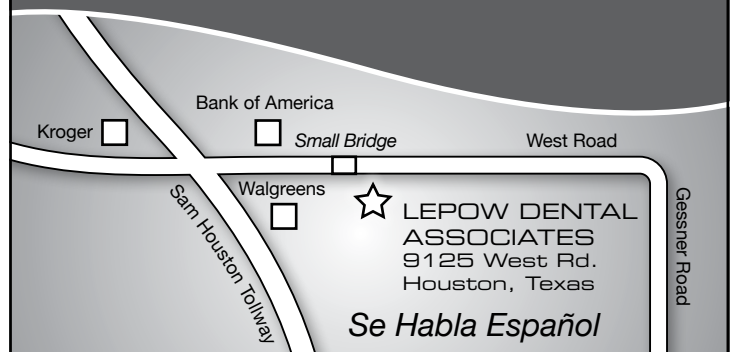 Bank of America
Kroger
Small Bridge
West Road
Walgreens
Sam Houston Tollway
LEPOW DENTAL
ASSOCIATES
9125 West Rd.
Houston, Texas
Gessner Road
Se Habla Español